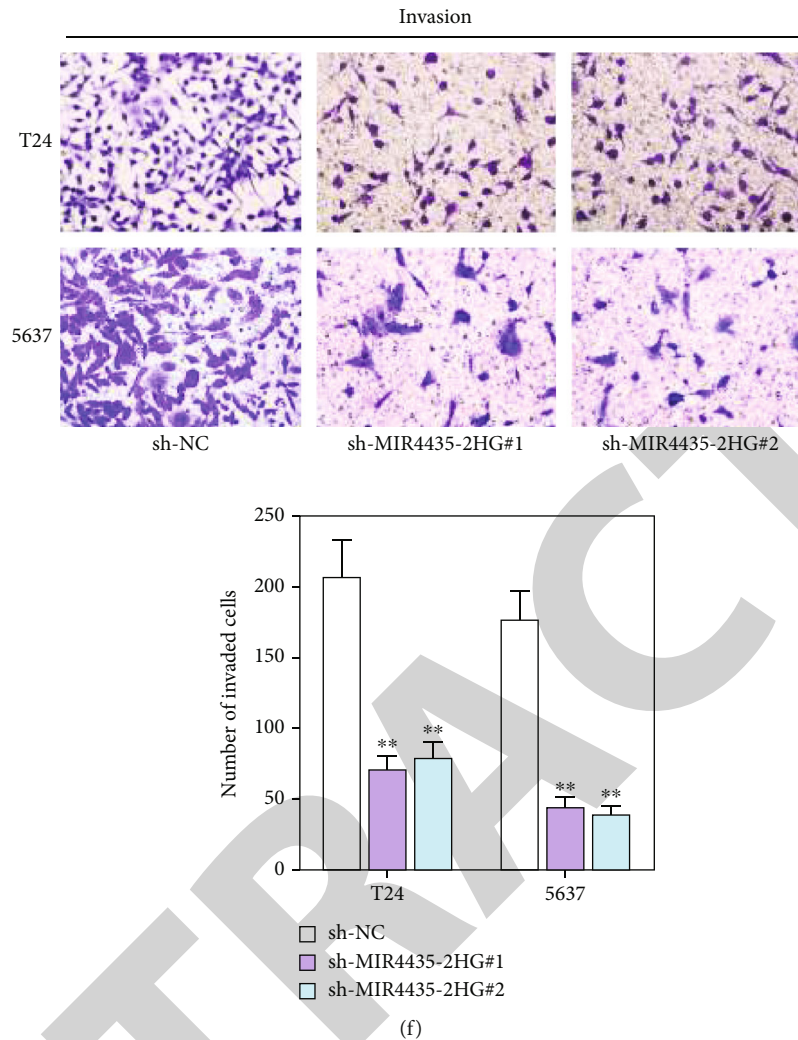 Invasion
T24
5637
sh-NC sh-MIR4435-2HG#1 sh-MIR4435-2HG#2
250
200
150
100
50
0
Number of invaded cells
** **
** **
T24 5637
sh-NC
sh-MIR4435-2HG#1
sh-MIR4435-2HG#2
(f)
TRACT